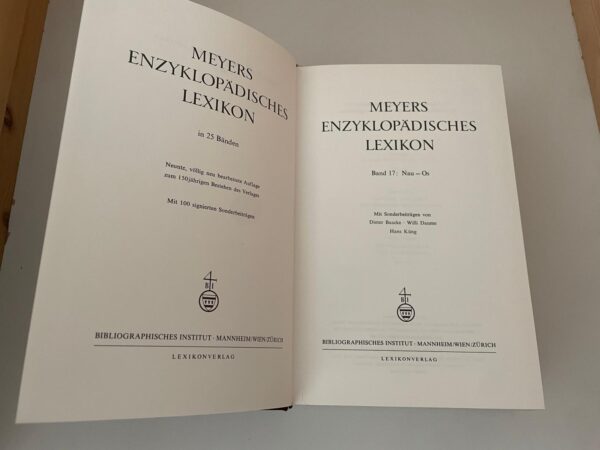 MEYERS
ENZYKLOPÄDISCHES
LEXIKON
in 25 Bänden
Neunte, völlig neu bearbeitete Auflage
zum 150jährigen Bestehen des Verlages
Mit 100 signierten Sonderbeiträgen
BI
BIBLIOGRAPHISCHES INSTITUT · MANNHEIM/WIEN/ZÜRICH
LEXIKONVERLAG
MEYERS
ENZYKLOPÄDISCHES
LEXIKON
Band 17: Nau – Os
Mit Sonderbeiträgen von
Dieter Baacke · Willi Daume
Hans Küng
BI
BIBLIOGRAPHISCHES INSTITUT · MANNHEIM/WIEN/ZÜRICH
LEXIKONVERLAG